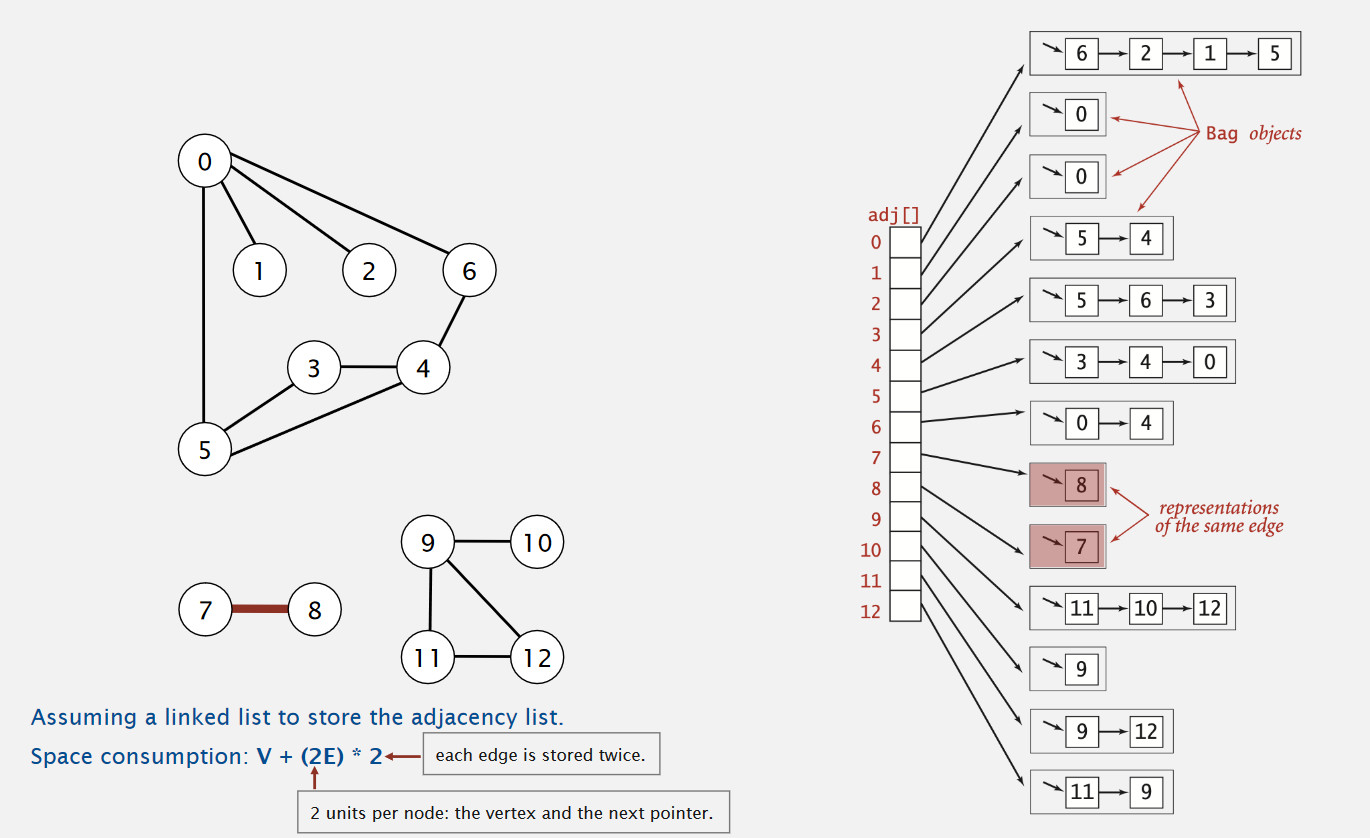 0
1
2
6
3
4
5
9
10
7
8
11
12
Assuming a linked list to store the adjacency list.
Space consumption: V + (2E) * 2
each edge is stored twice.
2 units per node: the vertex and the next pointer.
adj[]
0
1
2
3
4
5
6
7
8
9
10
11
12
6 2 1 5
0
0
5 4
5 6 3
3 4 0
0 4
8
7
11 10 12
9
9 12
11 9
Bag objects
representations
of the same edge